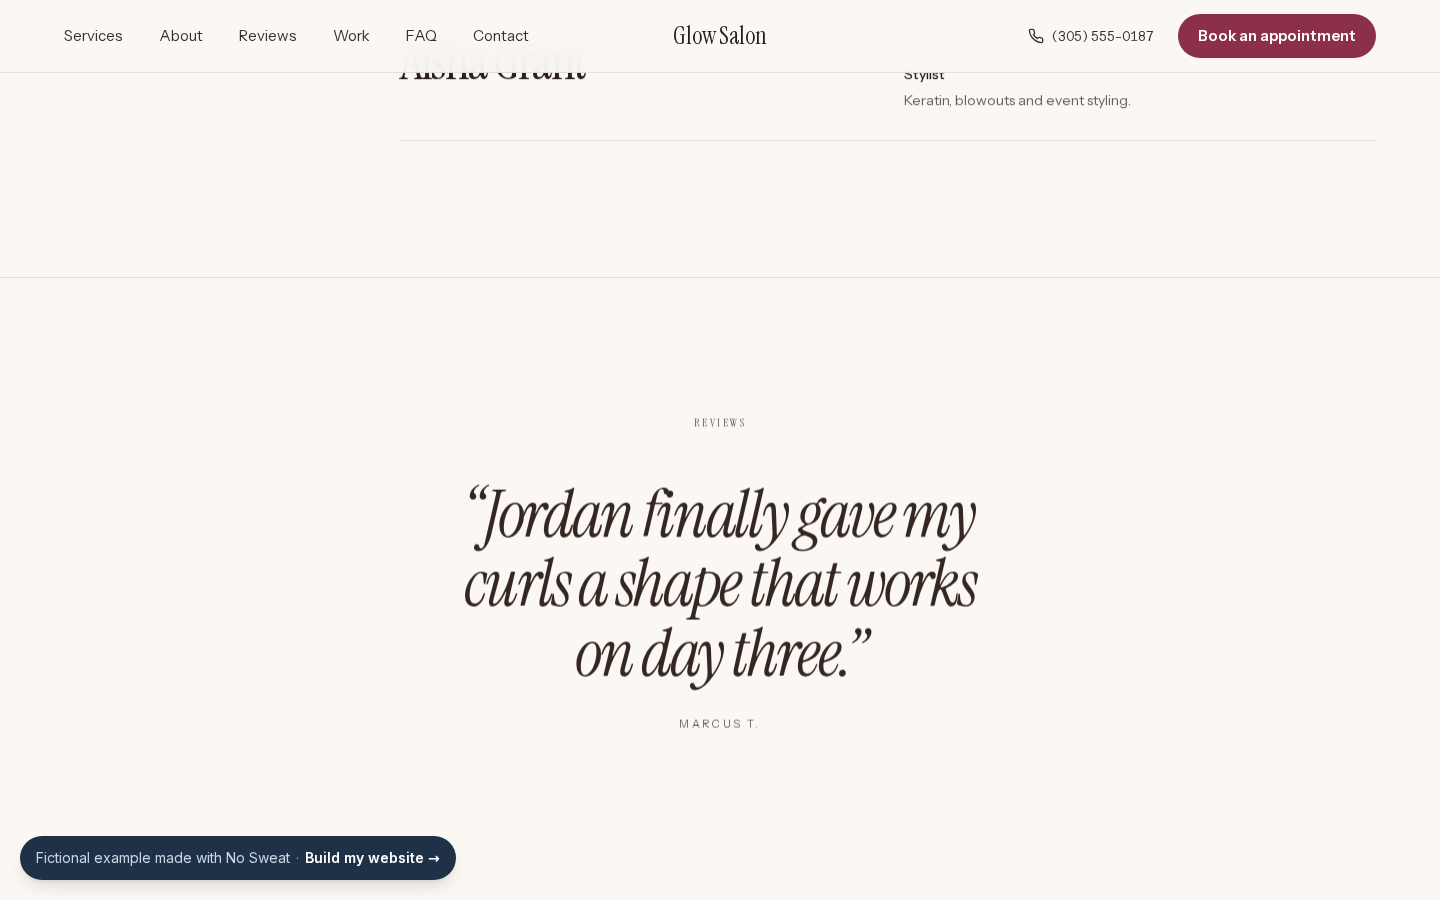 Services About Reviews Work FAQ Contact Glow Salon (305) 555-0187 Book an appointment
Aisha Grant
Stylist
Keratin, blowouts and event styling.
REVIEWS
“Jordan finally gave my
curls a shape that works
on day three.”
MARCUS T.
Fictional example made with No Sweat · Build my website →